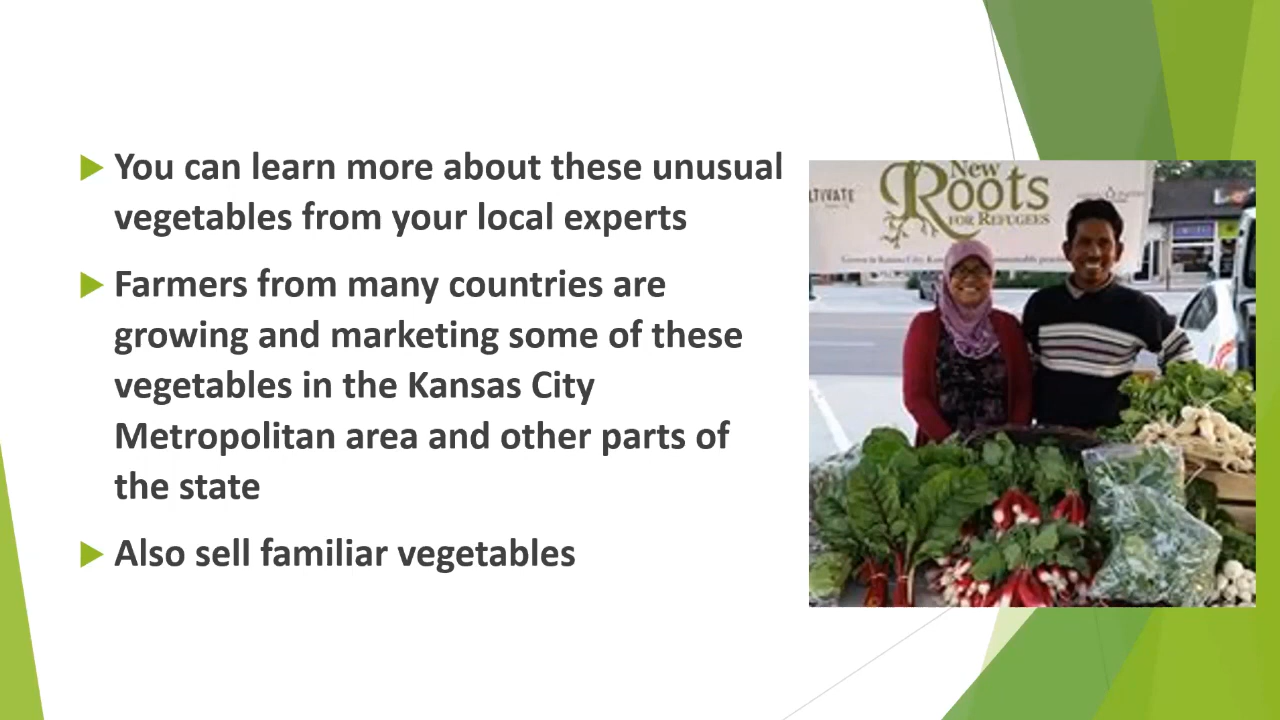 You can learn more about these unusual
vegetables from your local experts
Farmers from many countries are
growing and marketing some of these
vegetables in the Kansas City
Metropolitan area and other parts of
the state
Also sell familiar vegetables
New
Roots
FOR REFUGEES